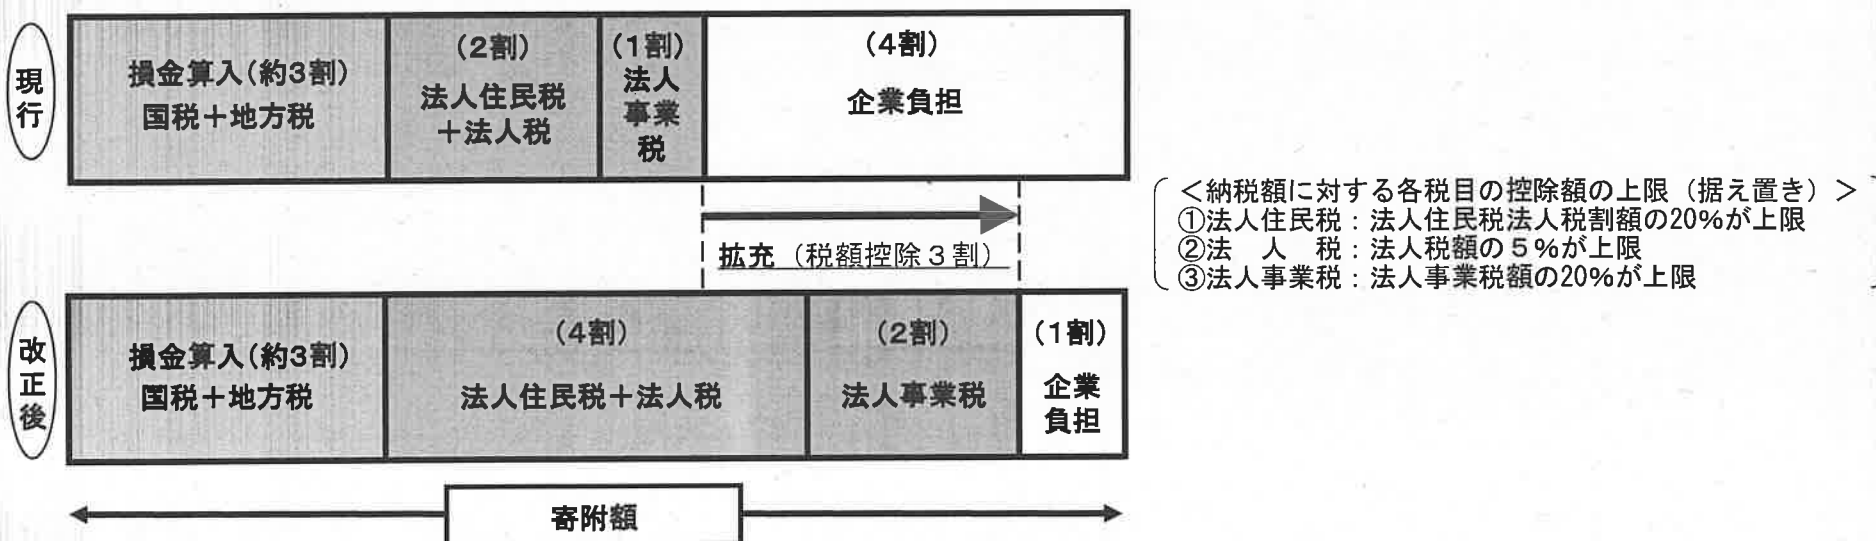 現行
損金算入(約3割)
国税+地方税
(2割)
法人住民税
+法人税
(1割)
法人
事業
税
(4割)
企業負担
拡充（税額控除３割）
＜納税額に対する各税目の控除額の上限（据え置き）＞
①法人住民税：法人住民税法人税割額の20%が上限
②法　人　税：法人税額の５%が上限
③法人事業税：法人事業税額の20%が上限
改正後
損金算入(約3割)
国税+地方税
(4割)
法人住民税+法人税
(2割)
法人事業税
(1割)
企業
負担
寄附額